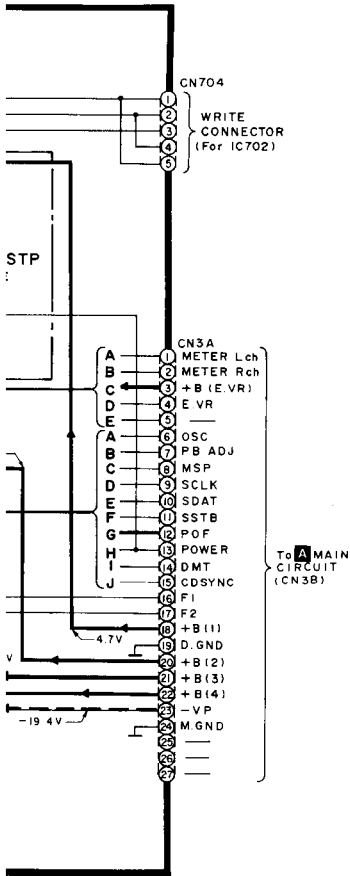 CN704
1
2 WRITE
3 CONNECTOR
4 (For IC702)
5
STP
CN3A
A 1 METER Lch
B 2 METER Rch
C 3 +B (E.VR)
D 4 E.VR
E 5 —
A 6 OSC
B 7 PB ADJ
C 8 MSP
D 9 SCLK
E 10 SDAT
F 11 SSTB
G 12 POF
H 13 POWER
I 14 DMT
J 15 CDSYNC
To A MAIN
CIRCUIT
(CN3B)
16 F1
17 F2
18 +B(1)
4.7V
19 D.GND
20 +B(2)
21 +B(3)
22 +B(4)
23 -VP
-19.4V
24 M.GND
25 —
26 —
27 —